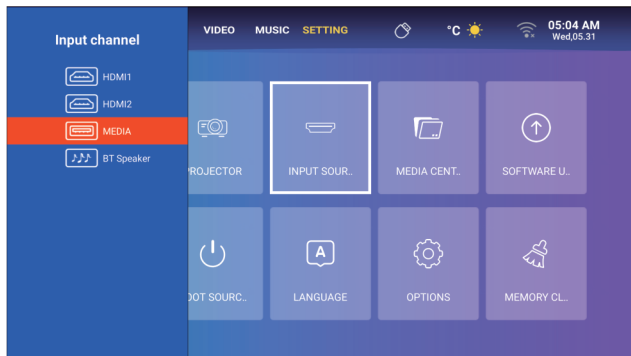 Input channel
HDMI1
HDMI2
MEDIA
BT Speaker
VIDEO MUSIC SETTING °C 05:04 AM
Wed,05.31
ROJECTOR INPUT SOUR.. MEDIA CENT.. SOFTWARE U..
A
OOT SOURC.. LANGUAGE OPTIONS MEMORY CL..